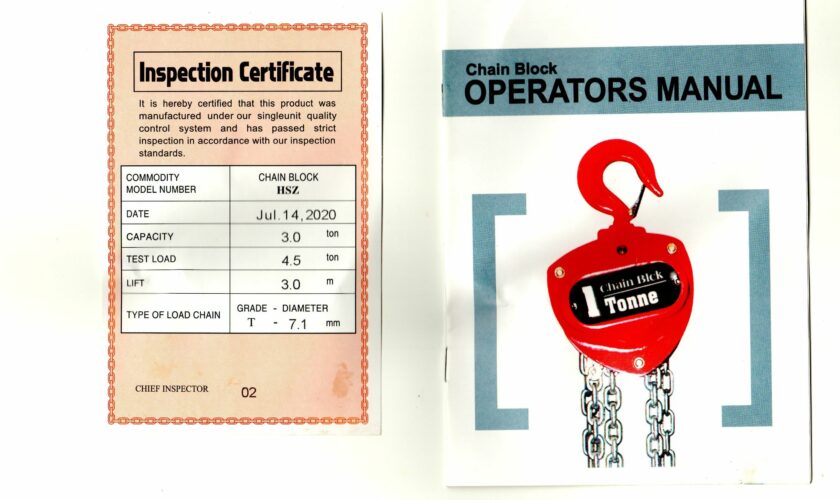 Inspection Certificate
It is hereby certified that this product was
manufactured under our singleunit quality
control system and has passed strict
inspection in accordance with our inspection
standards.
COMMODITY CHAIN BLOCK
MODEL NUMBER HSZ
DATE Jul.14,2020
CAPACITY 3.0 ton
TEST LOAD 4.5 ton
LIFT 3.0 m
TYPE OF LOAD CHAIN GRADE - DIAMETER
T - 7.1 mm
CHIEF INSPECTOR 02
Chain Block
OPERATORS MANUAL
1 Chain Blck
Tonne